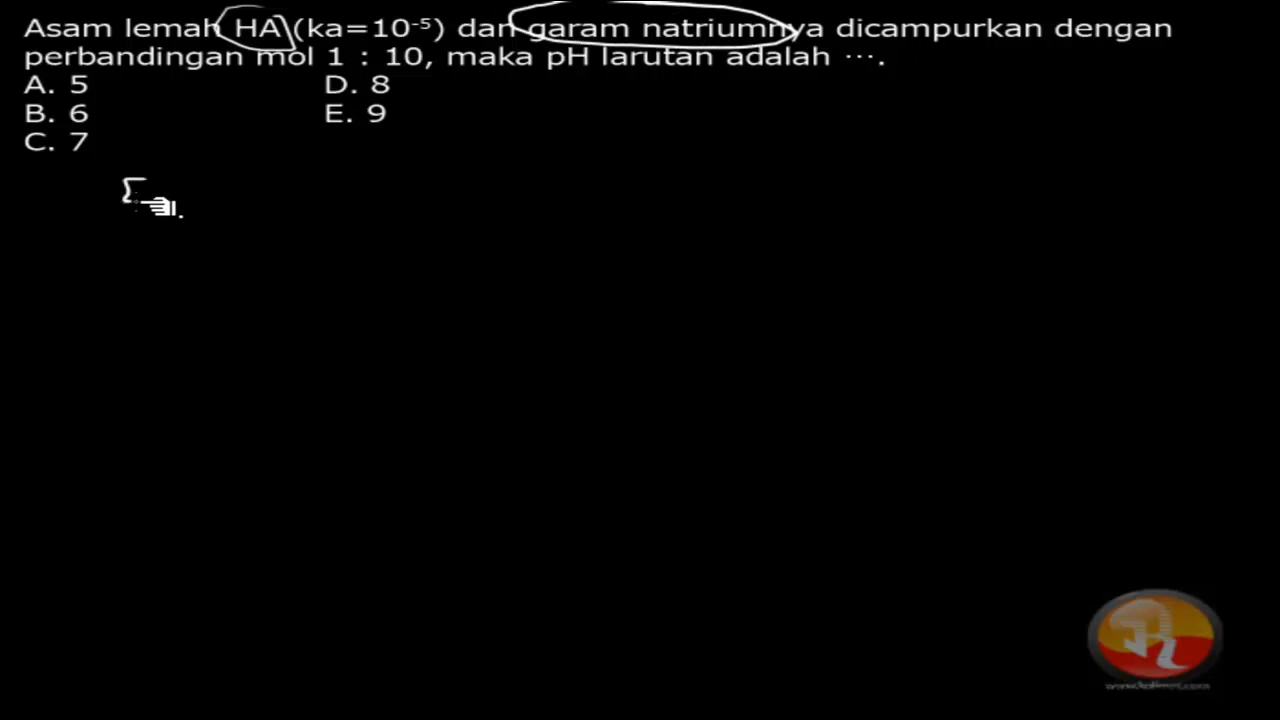 Asam lemah HA (ka=10⁻⁵) dan garam natriumnya dicampurkan dengan
perbandingan mol 1 : 10, maka pH larutan adalah ⋯.
A. 5
B. 6
C. 7
D. 8
E. 9